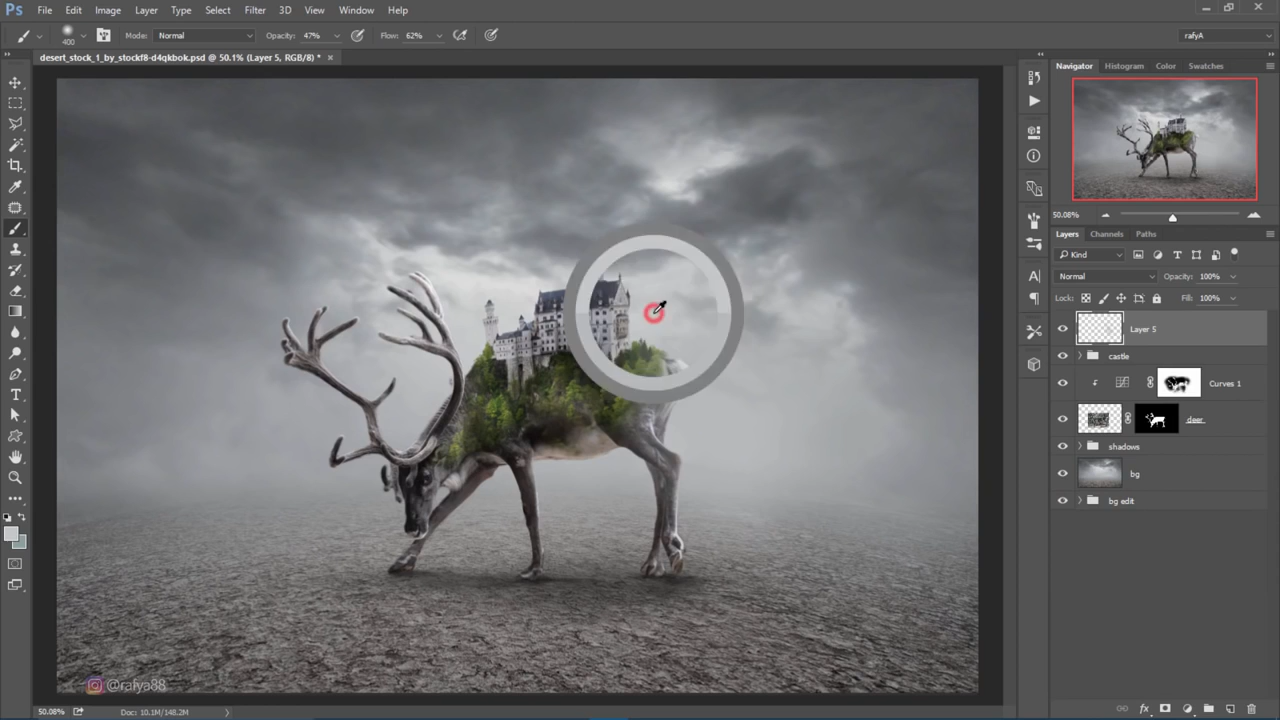 Ps File Edit Image Layer Type Select Filter 3D View Window Help
400 Mode: Normal Opacity: 47% Flow: 62% rafyA
desert_stock_1_by_stockf8-d4qkbok.psd @ 50.1% (Layer 5, RGB/8) *
Navigator Histogram Color Swatches
50.08%
Layers Channels Paths
Kind
Normal Opacity: 100%
Lock: Fill: 100%
Layer 5
castle
Curves 1
deer
shadows
bg
bg edit
@rafya88
50.08% Doc: 10.1M/148.2M